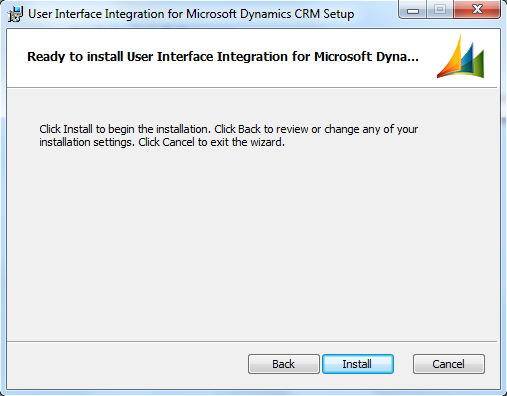 User Interface Integration for Microsoft Dynamics CRM Setup
Ready to install User Interface Integration for Microsoft Dyna...
Click Install to begin the installation. Click Back to review or change any of your
installation settings. Click Cancel to exit the wizard.
Back Install Cancel